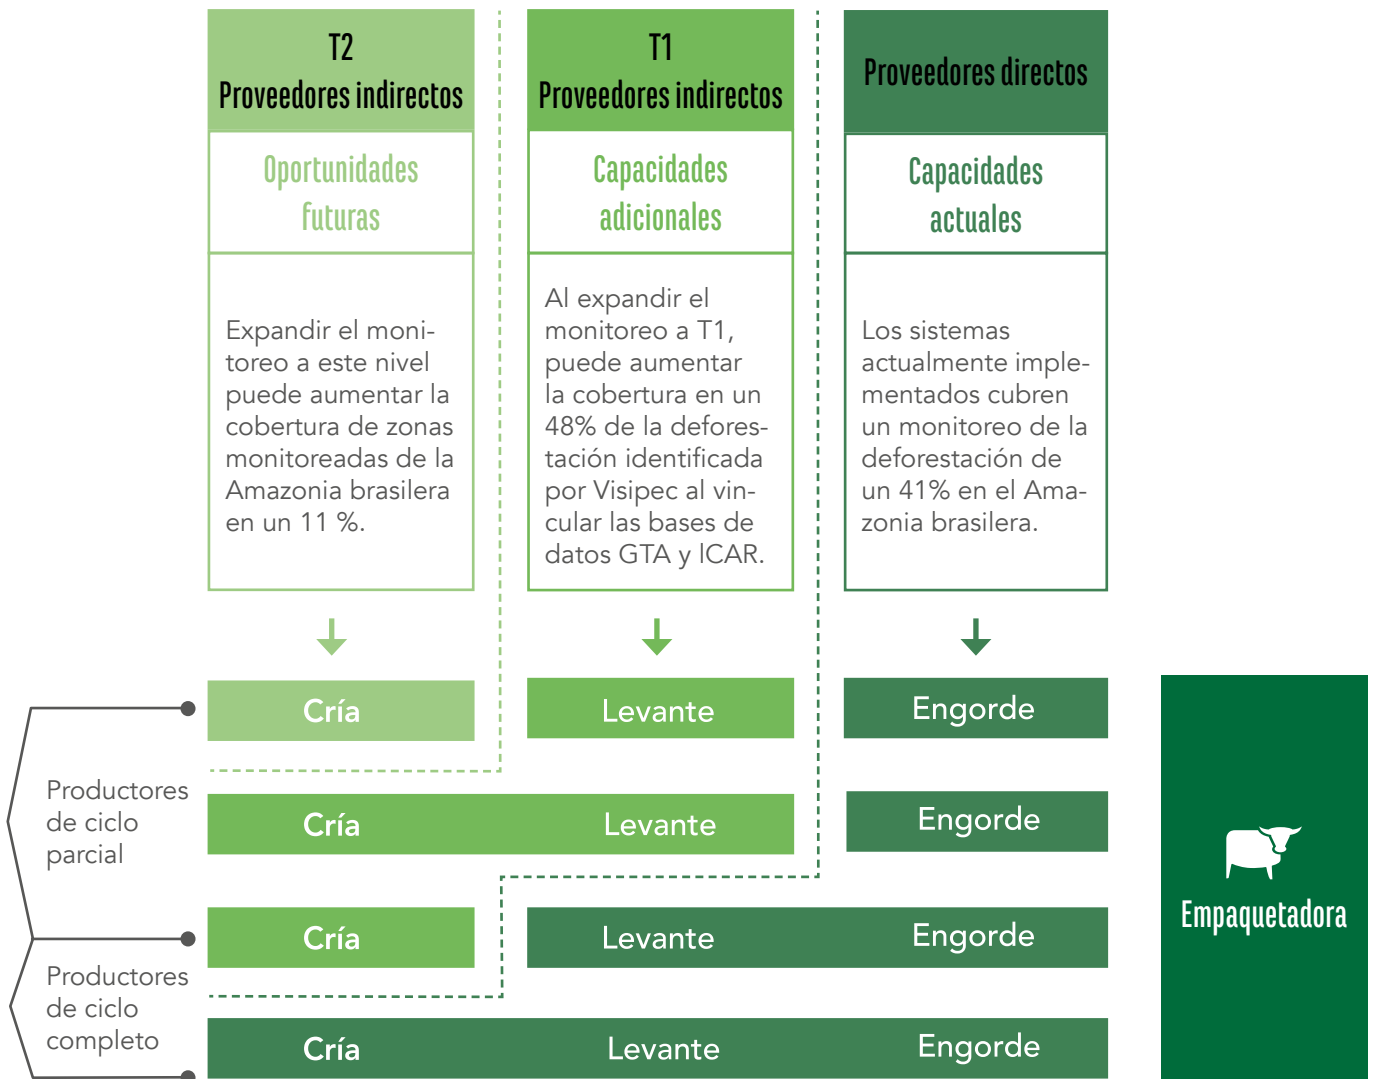 T2
Proveedores indirectos
Oportunidades
futuras
Expandir el moni-
toreo a este nivel
puede aumentar la
cobertura de zonas
monitoreadas de la
Amazonia brasilera
en un 11 %.
T1
Proveedores indirectos
Capacidades
adicionales
Al expandir el
monitoreo a T1,
puede aumentar
la cobertura en un
48% de la defores-
tación identificada
por Visipec al vin-
cular las bases de
datos GTA y lCAR.
Proveedores directos
Capacidades
actuales
Los sistemas
actualmente imple-
mentados cubren
un monitoreo de la
deforestación de
un 41% en el Ama-
zonia brasilera.
Productores
de ciclo
parcial
Cría
Levante
Engorde
Cría
Levante
Engorde
Cría
Levante
Engorde
Productores
de ciclo
completo
Cría
Levante
Engorde
Empaquetadora